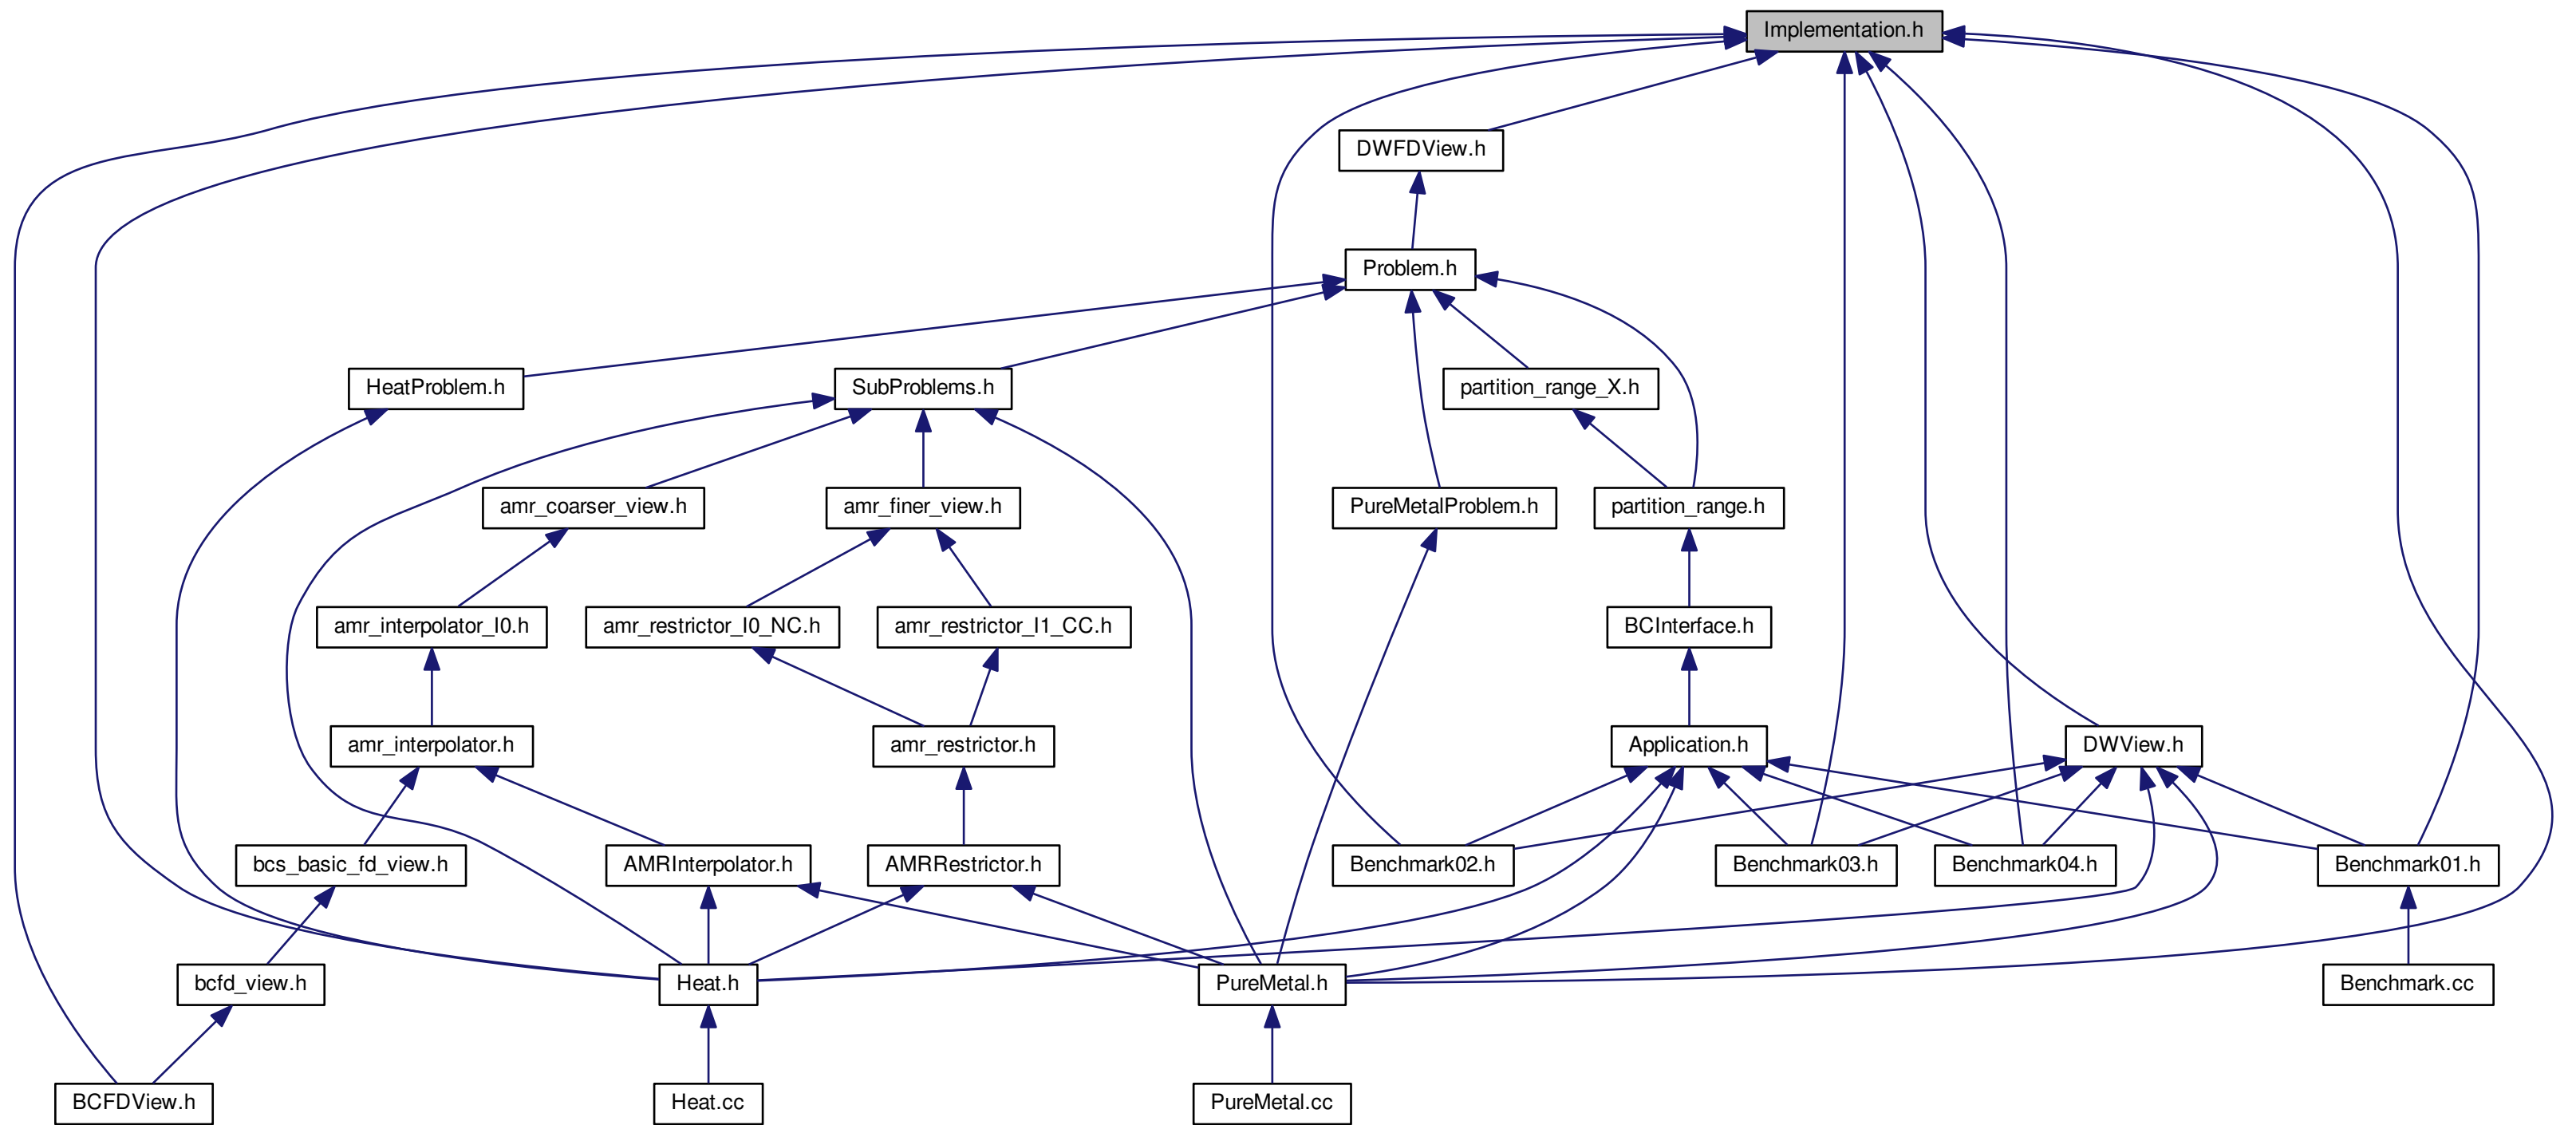 Implementation.h
DWFDView.h
Problem.h
HeatProblem.h
SubProblems.h
partition_range_X.h
amr_coarser_view.h
amr_finer_view.h
PureMetalProblem.h
partition_range.h
amr_interpolator_I0.h
amr_restrictor_I0_NC.h
amr_restrictor_I1_CC.h
BCInterface.h
amr_interpolator.h
amr_restrictor.h
Application.h
DWView.h
bcs_basic_fd_view.h
AMRInterpolator.h
AMRRestrictor.h
Benchmark02.h
Benchmark03.h
Benchmark04.h
Benchmark01.h
bcfd_view.h
Heat.h
PureMetal.h
Benchmark.cc
BCFDView.h
Heat.cc
PureMetal.cc